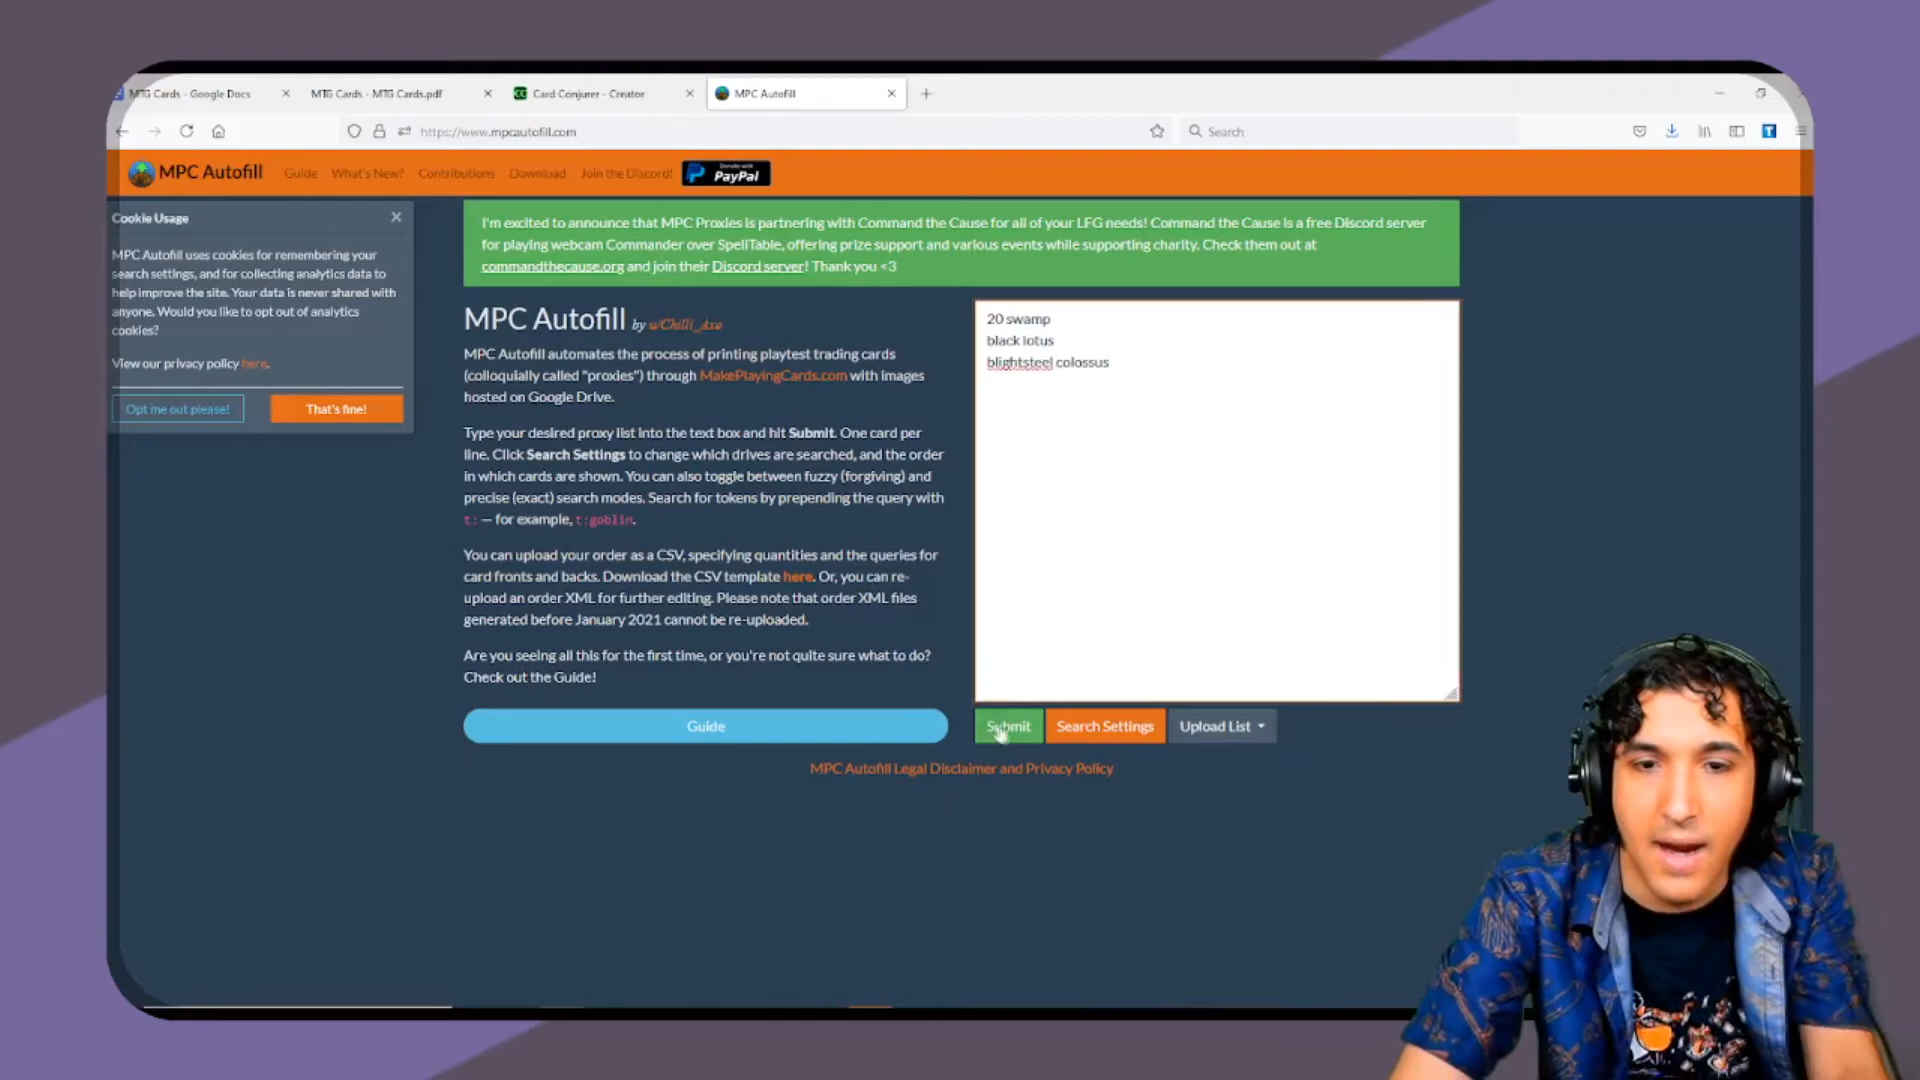 MTG Cards - Google Docs
MTG Cards - MTG Cards.pdf
Card Conjurer - Creator
MPC Autofill
https://www.mpcautofill.com
Search
MPC Autofill
Guide
What's New?
Contributions
Download
Join the Discord!
Donate with
PayPal
Cookie Usage
MPC Autofill uses cookies for remembering your
search settings, and for collecting analytics data to
help improve the site. Your data is never shared with
anyone. Would you like to opt out of analytics
cookies?
View our privacy policy here.
Opt me out please!
That's fine!
I'm excited to announce that MPC Proxies is partnering with Command the Cause for all of your LFG needs! Command the Cause is a free Discord server
for playing webcam Commander over SpellTable, offering prize support and various events while supporting charity. Check them out at
commandthecause.org and join their Discord server! Thank you <3
MPC Autofill by u/Chilli_Axe
MPC Autofill automates the process of printing playtest trading cards
(colloquially called "proxies") through MakePlayingCards.com with images
hosted on Google Drive.
Type your desired proxy list into the text box and hit Submit. One card per
line. Click Search Settings to change which drives are searched, and the order
in which cards are shown. You can also toggle between fuzzy (forgiving) and
precise (exact) search modes. Search for tokens by prepending the query with
t: — for example, t:goblin.
You can upload your order as a CSV, specifying quantities and the queries for
card fronts and backs. Download the CSV template here. Or, you can re-
upload an order XML for further editing. Please note that order XML files
generated before January 2021 cannot be re-uploaded.
Are you seeing all this for the first time, or you're not quite sure what to do?
Check out the Guide!
Guide
20 swamp
black lotus
blightsteel colossus
Submit
Search Settings
Upload List
MPC Autofill Legal Disclaimer and Privacy Policy